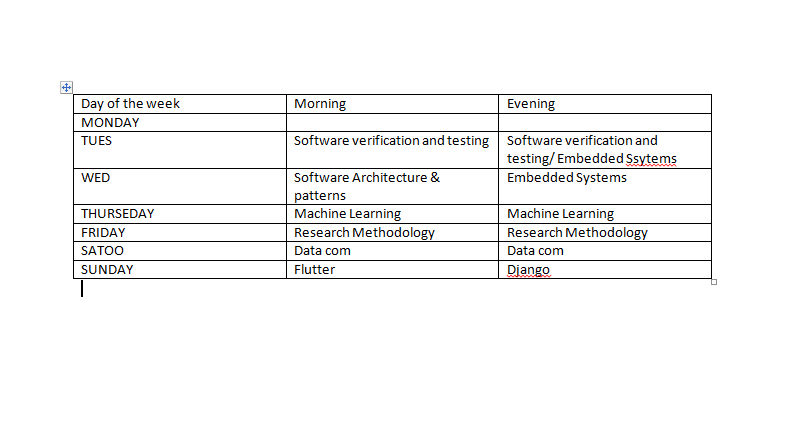 Day of the week Morning Evening
MONDAY
TUES Software verification and testing Software verification and
testing/ Embedded Ssytems
WED Software Architecture & Embedded Systems
patterns
THURSEDAY Machine Learning Machine Learning
FRIDAY Research Methodology Research Methodology
SATOO Data com Data com
SUNDAY Flutter Django